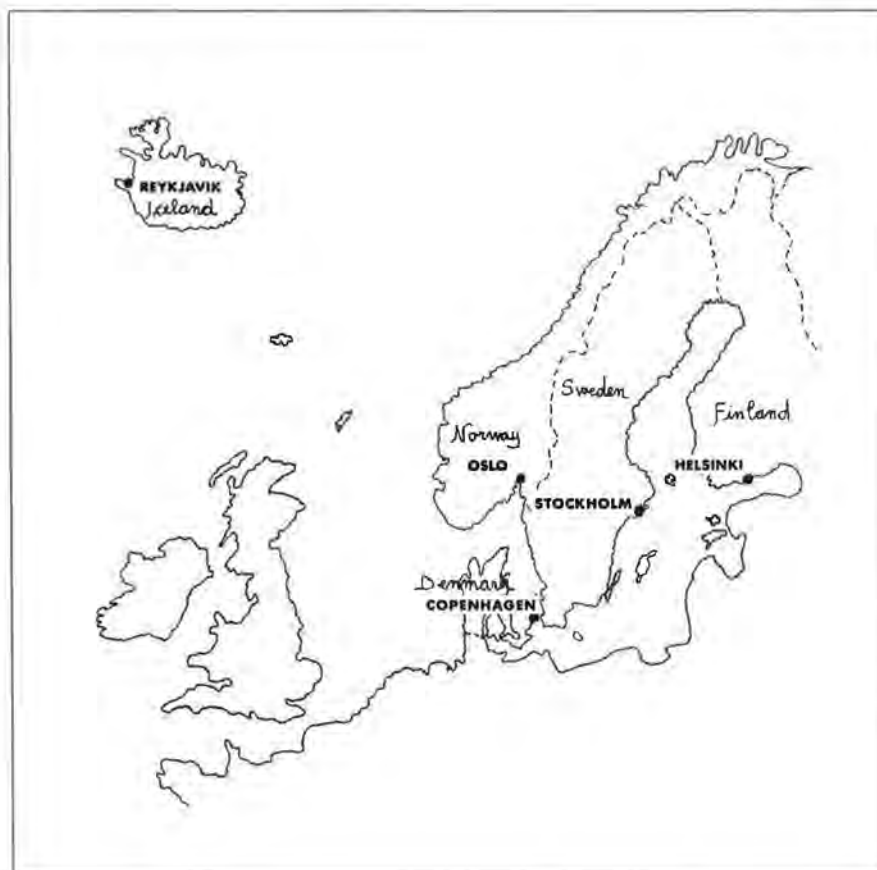 REYKJAVIK
Iceland
Sweden
Finland
Norway
OSLO
HELSINKI
STOCKHOLM
Denmark
COPENHAGEN